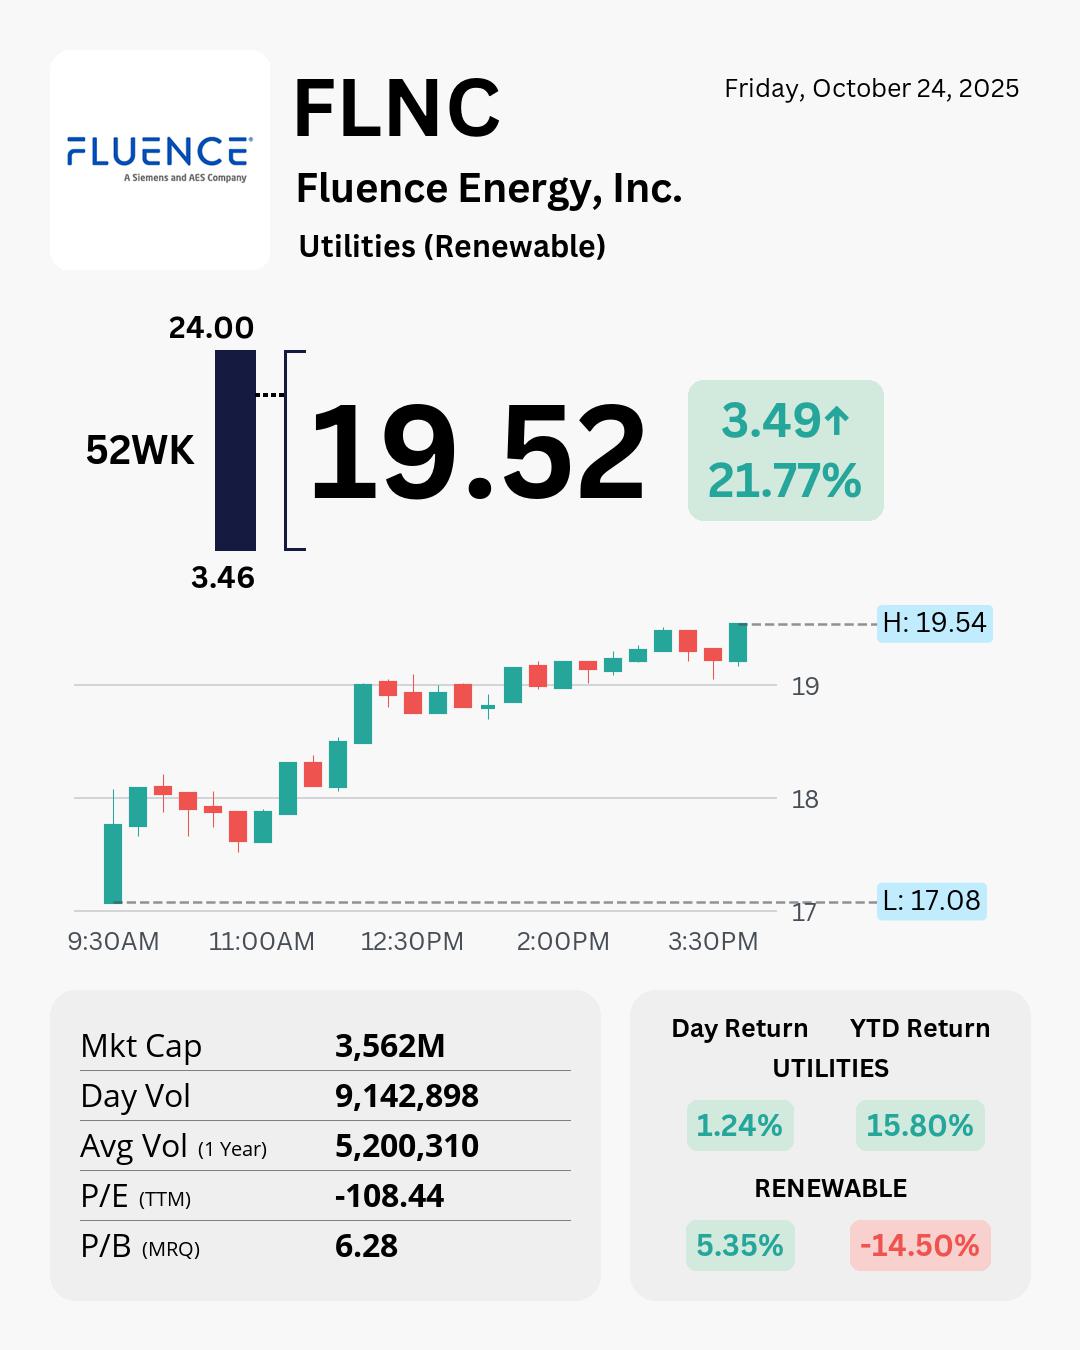 FLUENCE®
A Siemens and AES Company
FLNC
Friday, October 24, 2025
Fluence Energy, Inc.
Utilities (Renewable)
24.00
52WK
3.46
19.52
3.49↑
21.77%
H: 19.54
19
18
17
L: 17.08
9:30AM 11:00AM 12:30PM 2:00PM 3:30PM
Mkt Cap 3,562M
Day Vol 9,142,898
Avg Vol (1 Year) 5,200,310
P/E (TTM) -108.44
P/B (MRQ) 6.28
Day Return YTD Return
UTILITIES
1.24% 15.80%
RENEWABLE
5.35% -14.50%